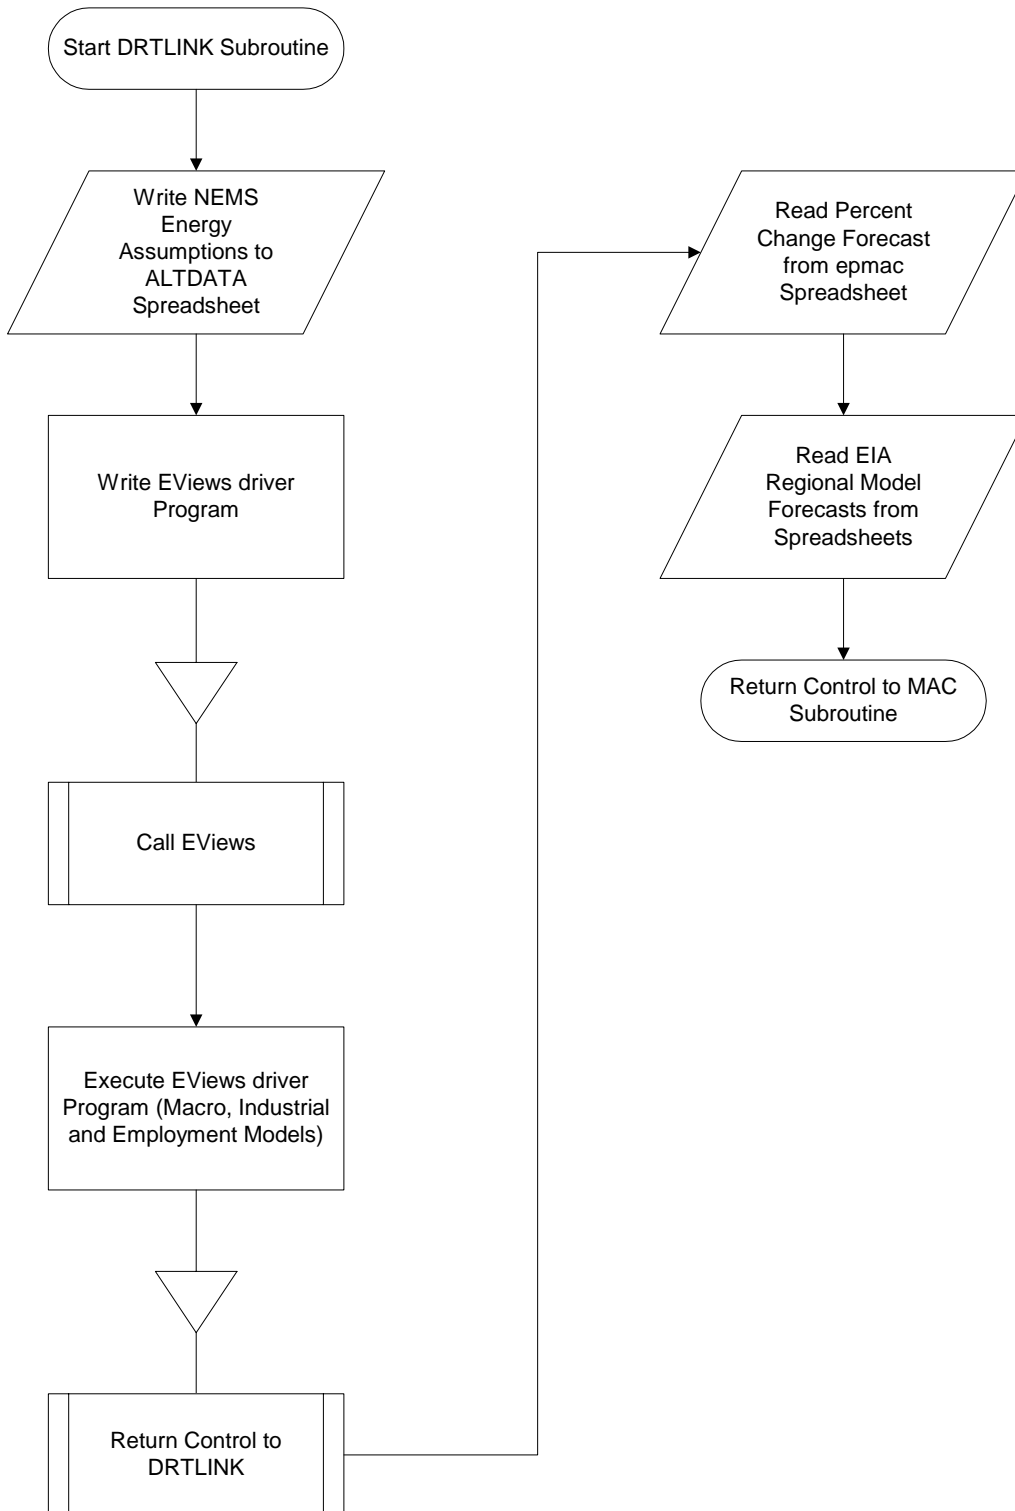 Start DRTLINK Subroutine
Write NEMS
Energy
Assumptions to
ALTDATA
Spreadsheet
Write EViews driver
Program
Call EViews
Execute EViews driver
Program (Macro, Industrial
and Employment Models)
Return Control to
DRTLINK
Read Percent
Change Forecast
from epmac
Spreadsheet
Read EIA
Regional Model
Forecasts from
Spreadsheets
Return Control to MAC
Subroutine